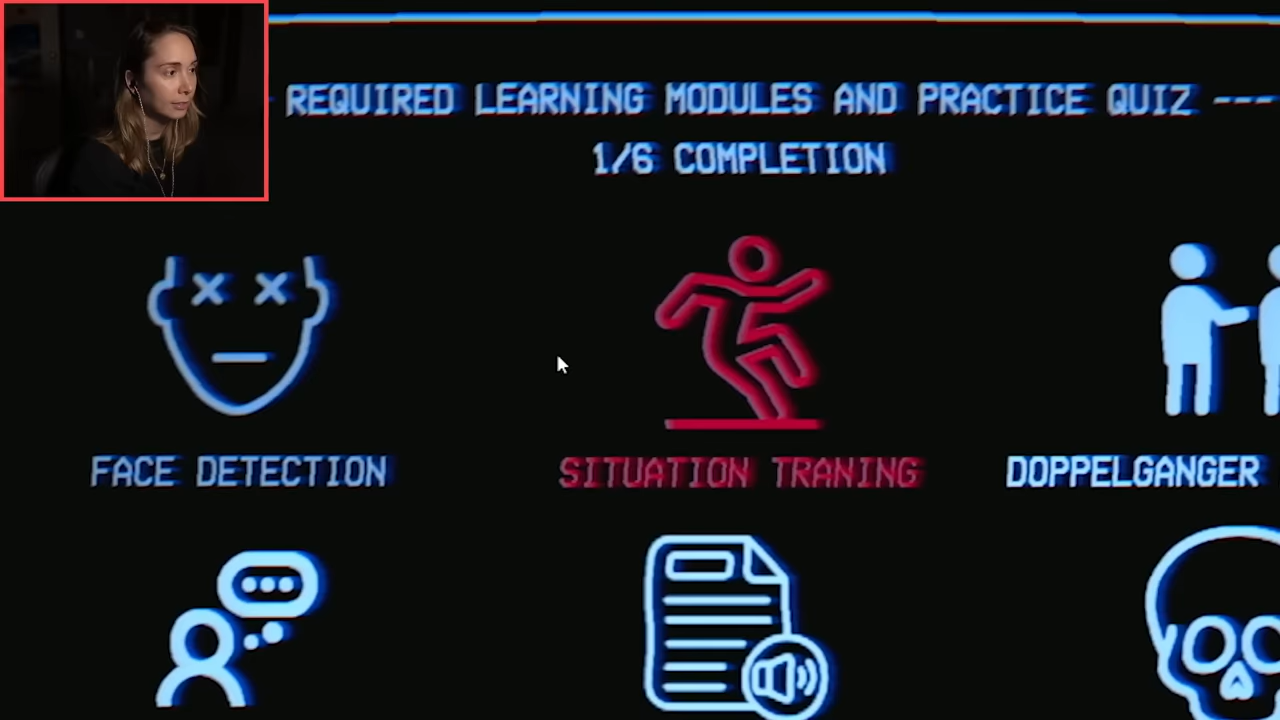 REQUIRED LEARNING MODULES AND PRACTICE QUIZ ---
1/6 COMPLETION
FACE DETECTION
SITUATION TRANING
DOPPELGANGER